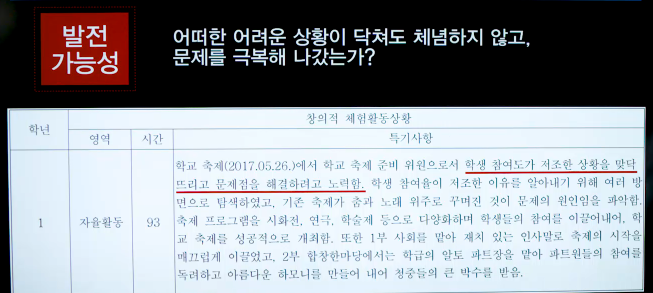 발전
가능성
어떠한 어려운 상황이 닥쳐도 체념하지 않고,
문제를 극복해 나갔는가?
학년
창의적 체험활동상황
영역
시간
특기사항
1
자율활동
93
학교 축제(2017.05.26.)에서 학교 축제 준비 위원으로서 학생 참여도가 저조한 상황을 맞닥
뜨리고 문제점을 해결하려고 노력함. 학생 참여율이 저조한 이유를 알아내기 위해 여러 방
면으로 탐색하였고, 기존 축제가 춤과 노래 위주로 꾸며진 것이 문제의 원인임을 파악함.
축제 프로그램을 시화전, 연극, 학술제 등으로 다양화하며 학생들의 참여를 이끌어내어, 학
교 축제를 성공적으로 개최함. 또한 1부 사회를 맡아 재치 있는 인사말로 축제의 시작을
매끄럽게 이끌었고, 2부 합창한마당에서는 학급의 알토 파트장을 맡아 파트원들의 참여를
독려하고 아름다운 하모니를 만들어 내어 청중들의 큰 박수를 받음.